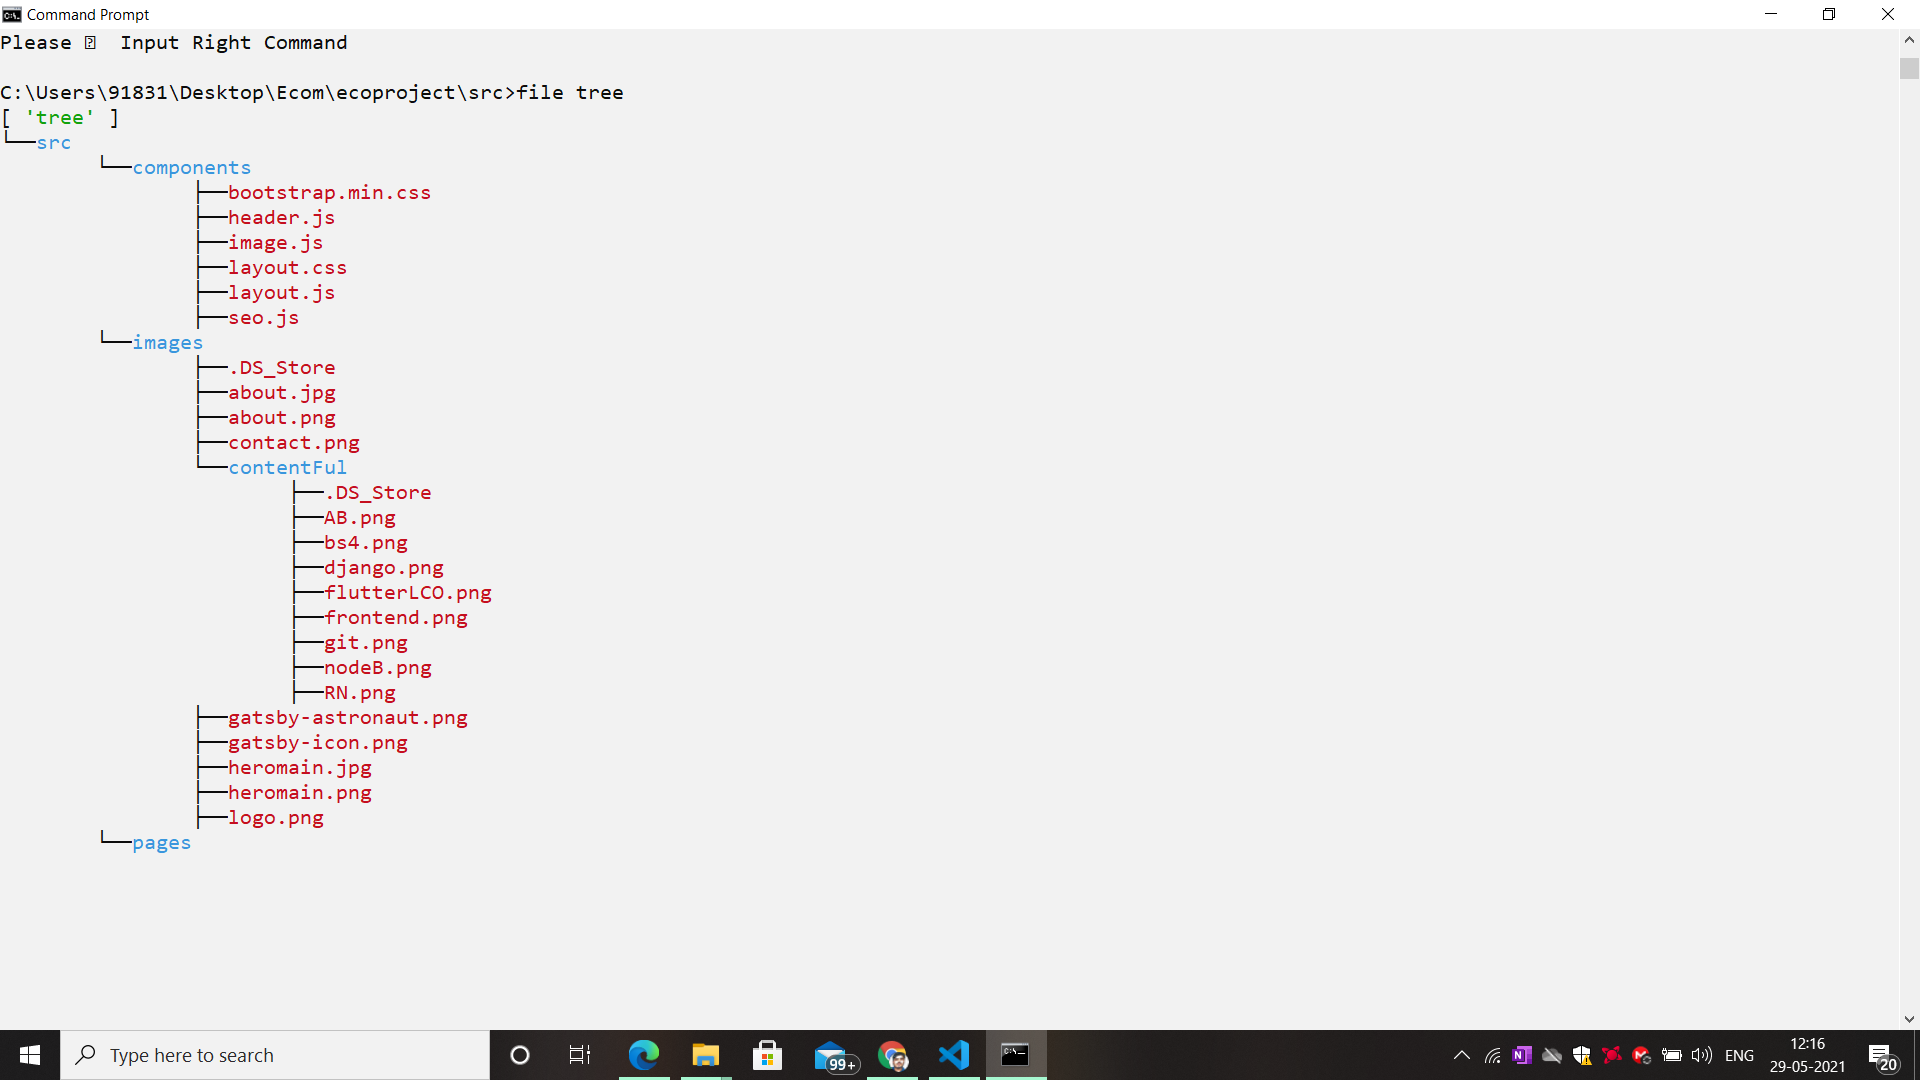 Command Prompt
Please Input Right Command
C:\Users\91831\Desktop\Ecom\ecoproject\src>file tree
[ 'tree' ]
└──src
└──components
├──bootstrap.min.css
├──header.js
├──image.js
├──layout.css
├──layout.js
├──seo.js
└──images
├──.DS_Store
├──about.jpg
├──about.png
├──contact.png
└──contentFul
├──.DS_Store
├──AB.png
├──bs4.png
├──django.png
├──flutterLCO.png
├──frontend.png
├──git.png
├──nodeB.png
├──RN.png
├──gatsby-astronaut.png
├──gatsby-icon.png
├──heromain.jpg
├──heromain.png
├──logo.png
└──pages
Type here to search
99+
ENG
12:16
29-05-2021
20